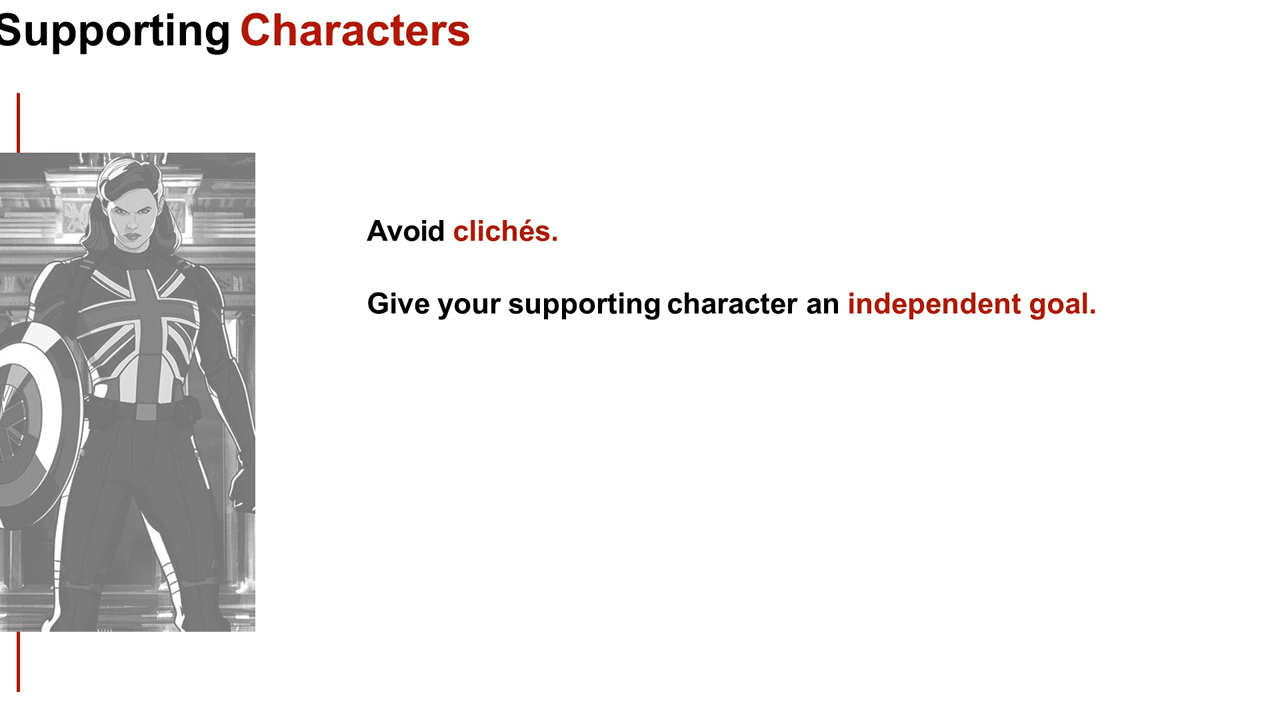 Supporting Characters
Avoid clichés.
Give your supporting character an independent goal.